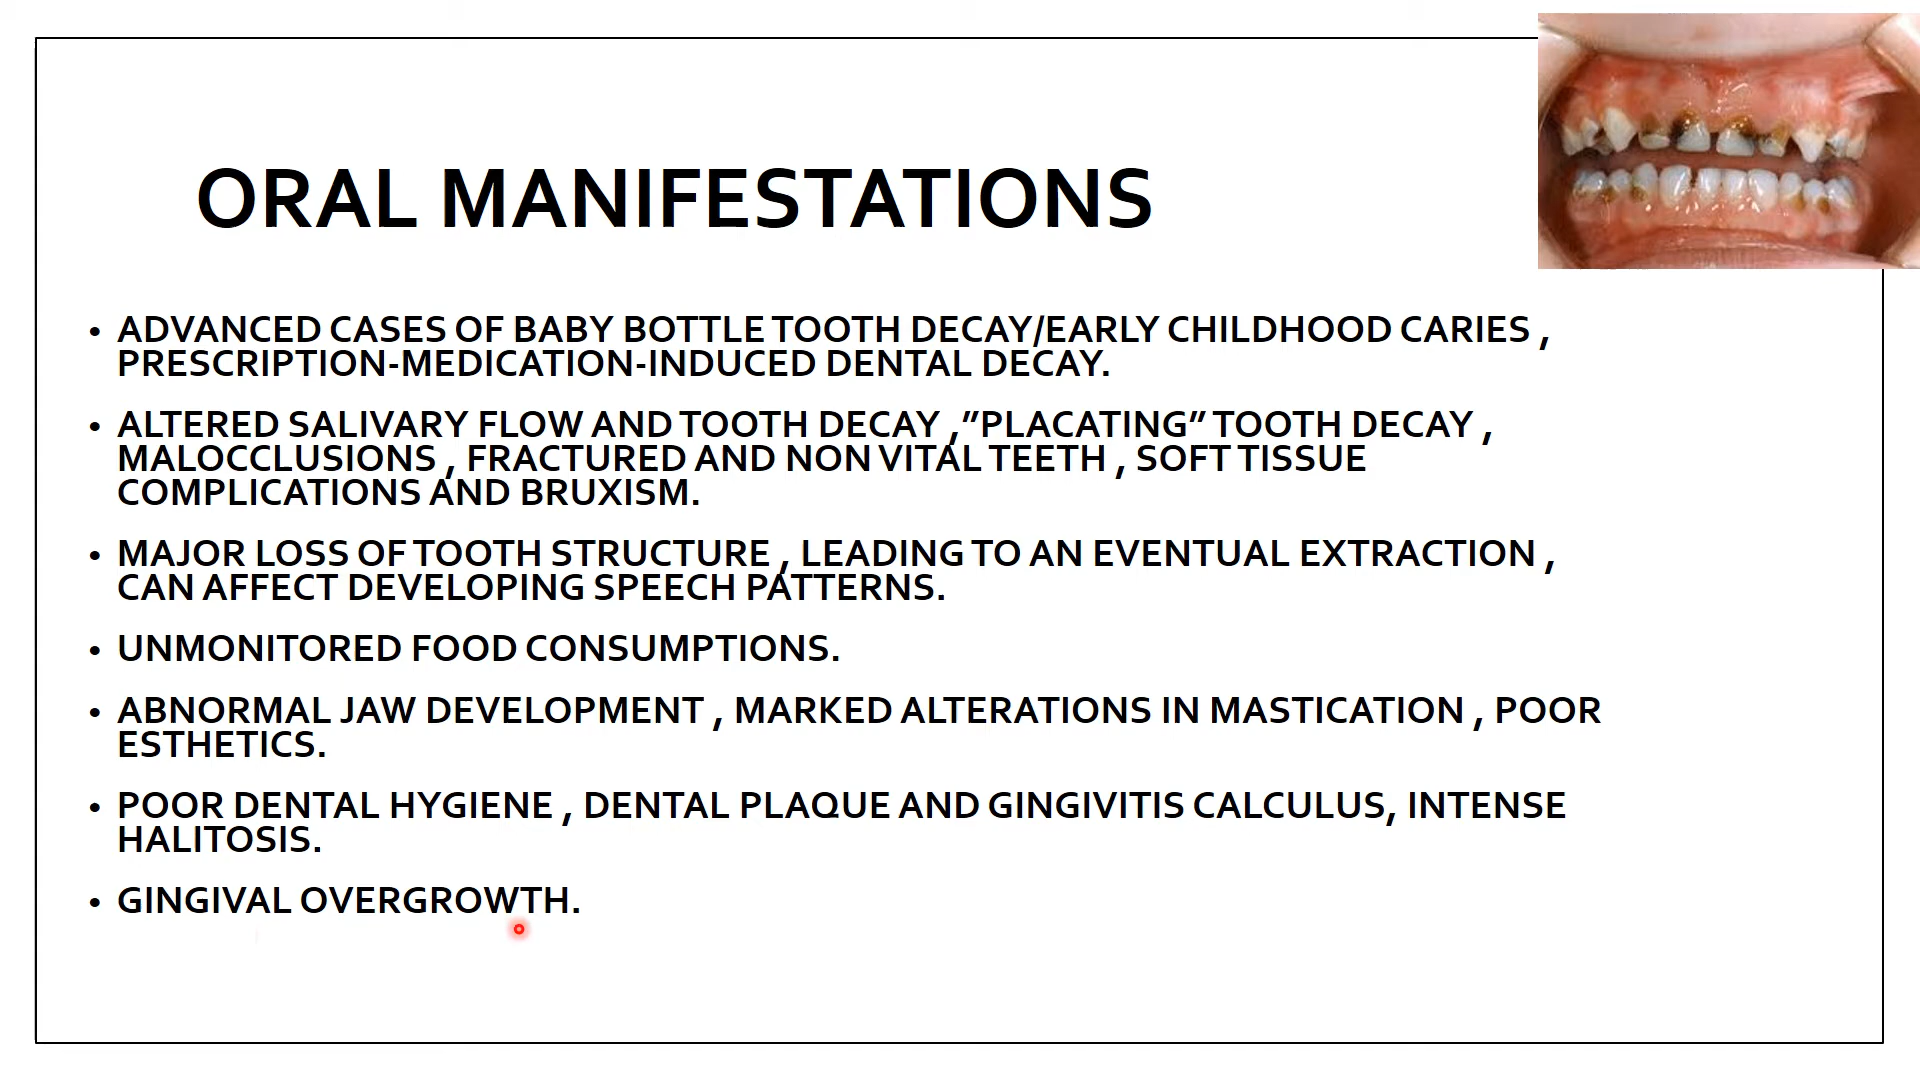 ORAL MANIFESTATIONS
• ADVANCED CASES OF BABY BOTTLE TOOTH DECAY/EARLY CHILDHOOD CARIES ,
PRESCRIPTION-MEDICATION-INDUCED DENTAL DECAY.
• ALTERED SALIVARY FLOW AND TOOTH DECAY ,”PLACATING” TOOTH DECAY ,
MALOCCLUSIONS , FRACTURED AND NON VITAL TEETH , SOFT TISSUE
COMPLICATIONS AND BRUXISM.
• MAJOR LOSS OF TOOTH STRUCTURE , LEADING TO AN EVENTUAL EXTRACTION ,
CAN AFFECT DEVELOPING SPEECH PATTERNS.
• UNMONITORED FOOD CONSUMPTIONS.
• ABNORMAL JAW DEVELOPMENT , MARKED ALTERATIONS IN MASTICATION , POOR
ESTHETICS.
• POOR DENTAL HYGIENE , DENTAL PLAQUE AND GINGIVITIS CALCULUS, INTENSE
HALITOSIS.
• GINGIVAL OVERGROWTH.